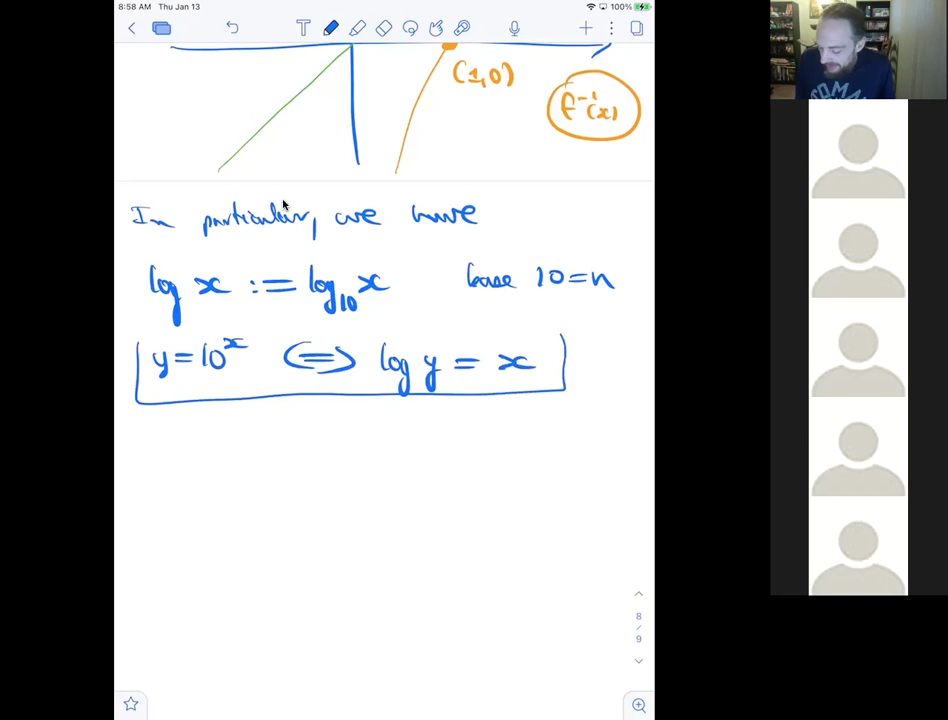 8:58 AM Thu Jan 13
100%
T
(1,0)
f⁻¹(x)
In particular, we have
log x := log₁₀x base 10=n
y=10ˣ ⟺ log y = x
8
/
9